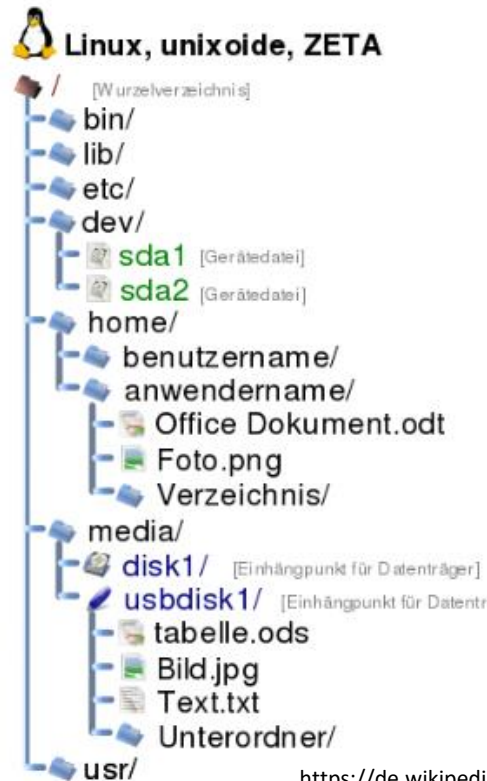 Linux, unixoide, ZETA
/ [Wurzelverzeichnis]
bin/
lib/
etc/
dev/
sda1 [Gerätedatei]
sda2 [Gerätedatei]
home/
benutzername/
anwendername/
Office Dokument.odt
Foto.png
Verzeichnis/
media/
disk1/ [Einhängpunkt für Datenträger]
usbdisk1/ [Einhängpunkt für Datentr
tabelle.ods
Bild.jpg
Text.txt
Unterordner/
usr/
https://de.wikipedi